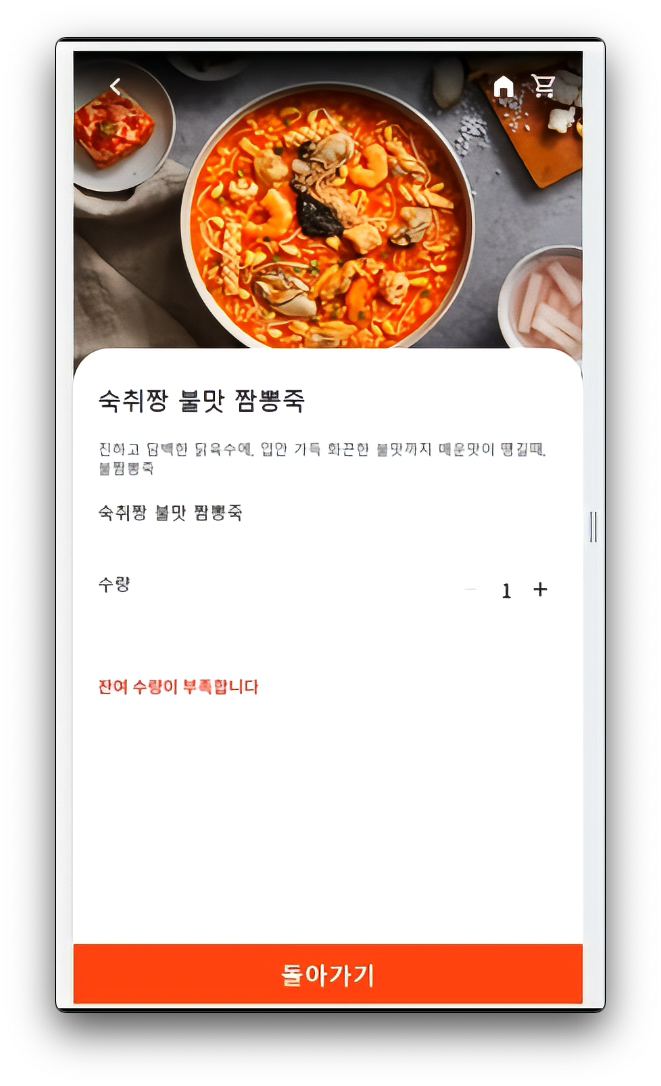 숙취짱 불맛 짬뽕죽
진하고 담백한 닭육수에, 입안 가득 화끈한 불맛까지 매운맛이 땡길때,
불짬뽕죽
숙취짱 불맛 짬뽕죽
수량
— 1 +
잔여 수량이 부족합니다
돌아가기